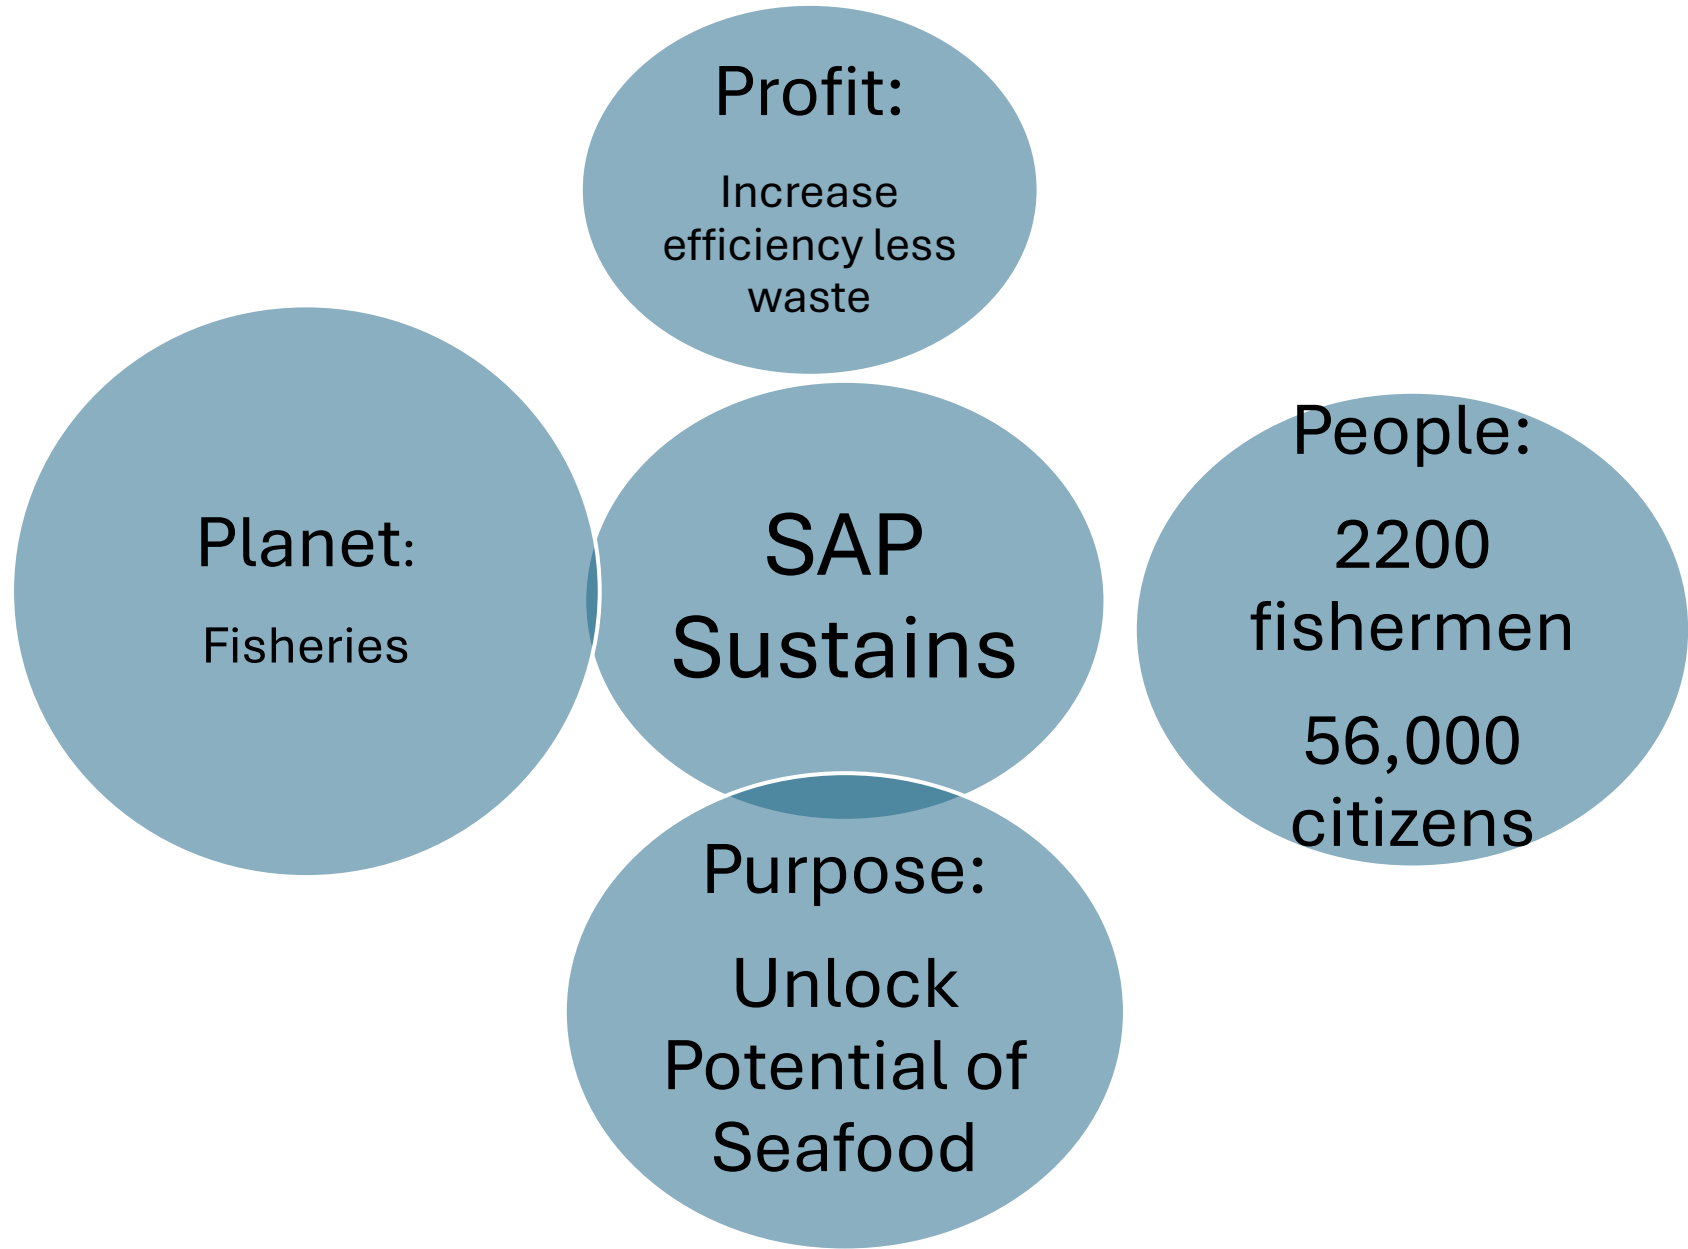 Profit:
Increase
efficiency less
waste
Planet:
Fisheries
SAP
Sustains
People:
2200
fishermen
56,000
citizens
Purpose:
Unlock
Potential of
Seafood